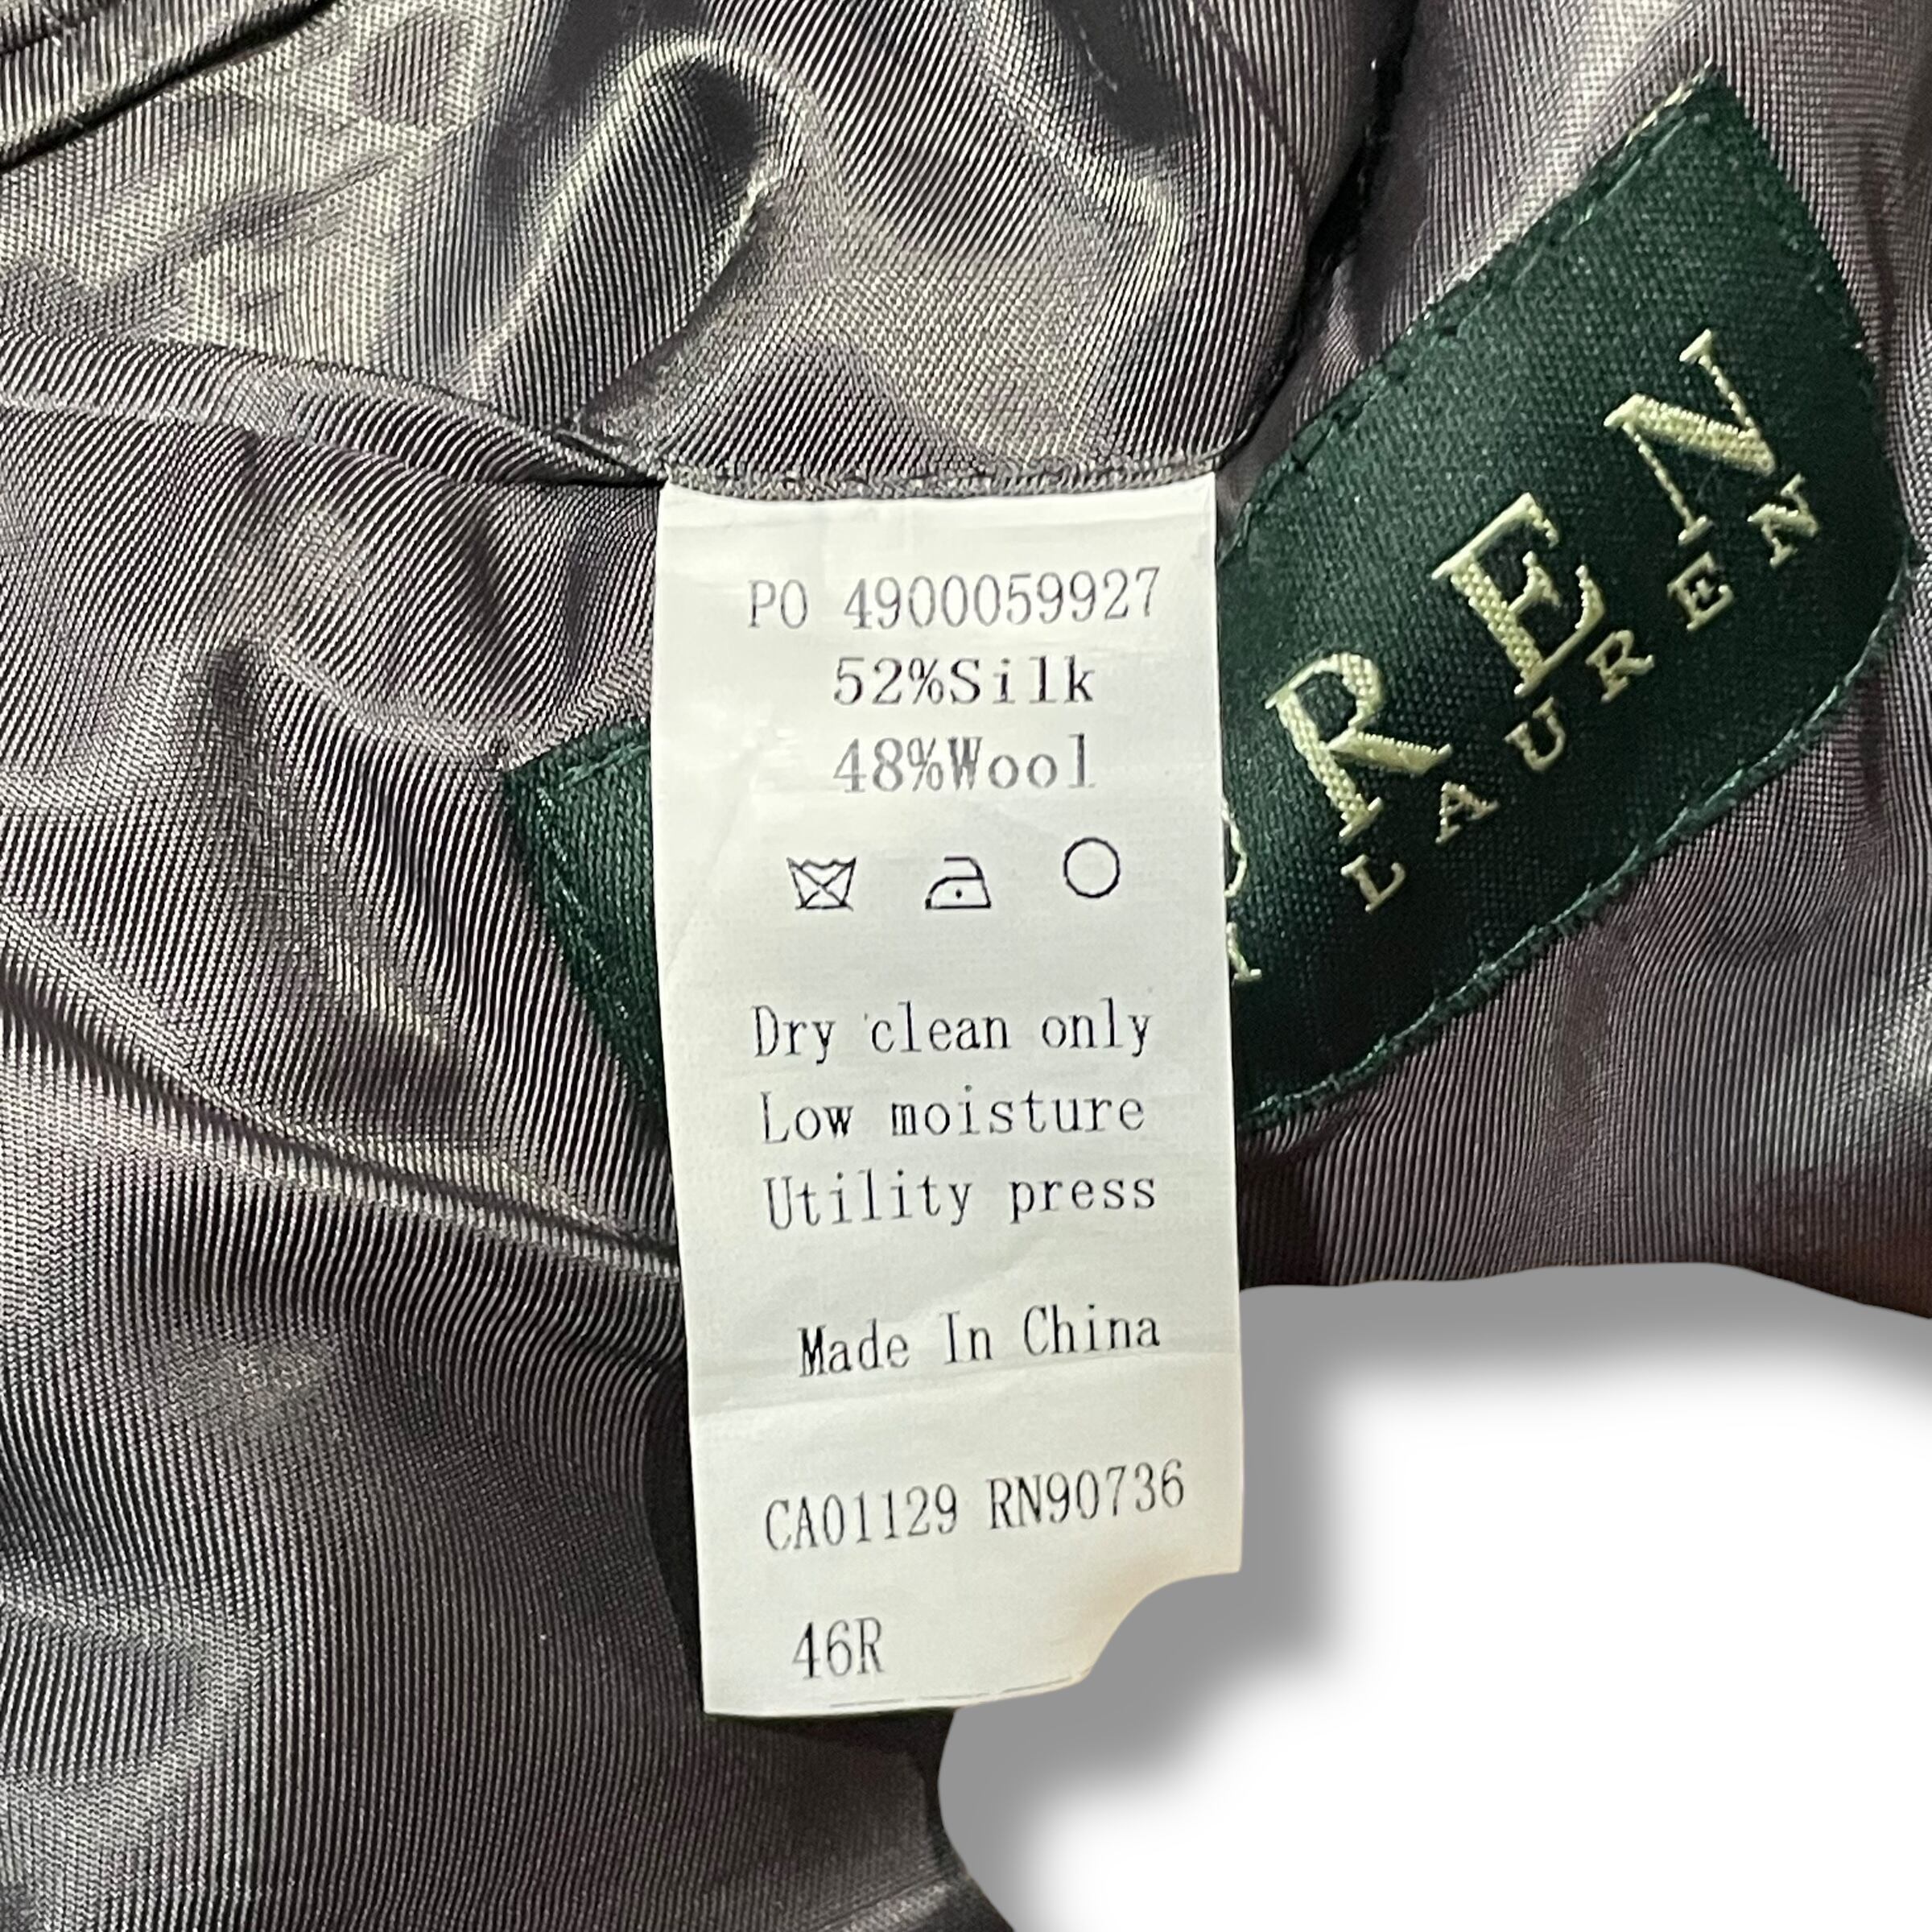 PO 4900059927
52%Silk
48%Wool
Dry clean only
Low moisture
Utility press
Made In China
CA01129 RN90736
46R
REN
LAUREN